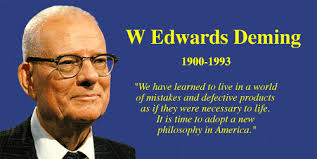 W Edwards Deming
1900-1993
"We have learned to live in a world
of mistakes and defective products
as if they were necessary to life.
It is time to adopt a new
philosophy in America."